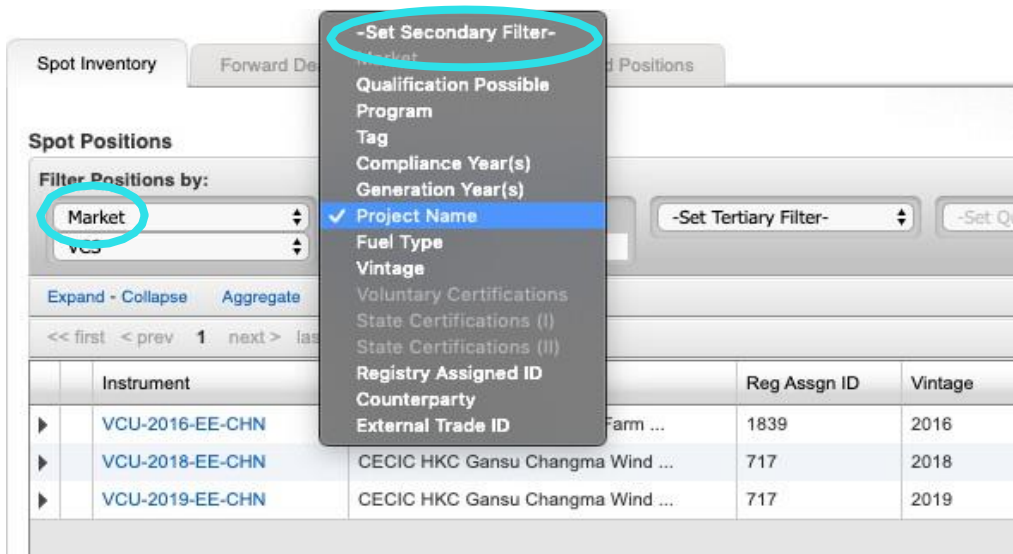 -Set Secondary Filter-
Spot Inventory
Forward De
Market
d Positions
Qualification Possible
Program
Tag
Compliance Year(s)
Generation Year(s)
Project Name
Fuel Type
Vintage
Voluntary Certifications
State Certifications (I)
State Certifications (II)
Registry Assigned ID
Counterparty
External Trade ID
Spot Positions
Filter Positions by:
Market
VCS
-Set Tertiary Filter-
-Set Q
Expand - Collapse Aggregate
<< first < prev 1 next > las
Instrument Reg Assgn ID Vintage
VCU-2016-EE-CHN Farm ... 1839 2016
VCU-2018-EE-CHN CECIC HKC Gansu Changma Wind ... 717 2018
VCU-2019-EE-CHN CECIC HKC Gansu Changma Wind ... 717 2019